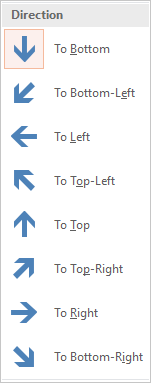 Direction
To Bottom
To Bottom-Left
To Left
To Top-Left
To Top
To Top-Right
To Right
To Bottom-Right